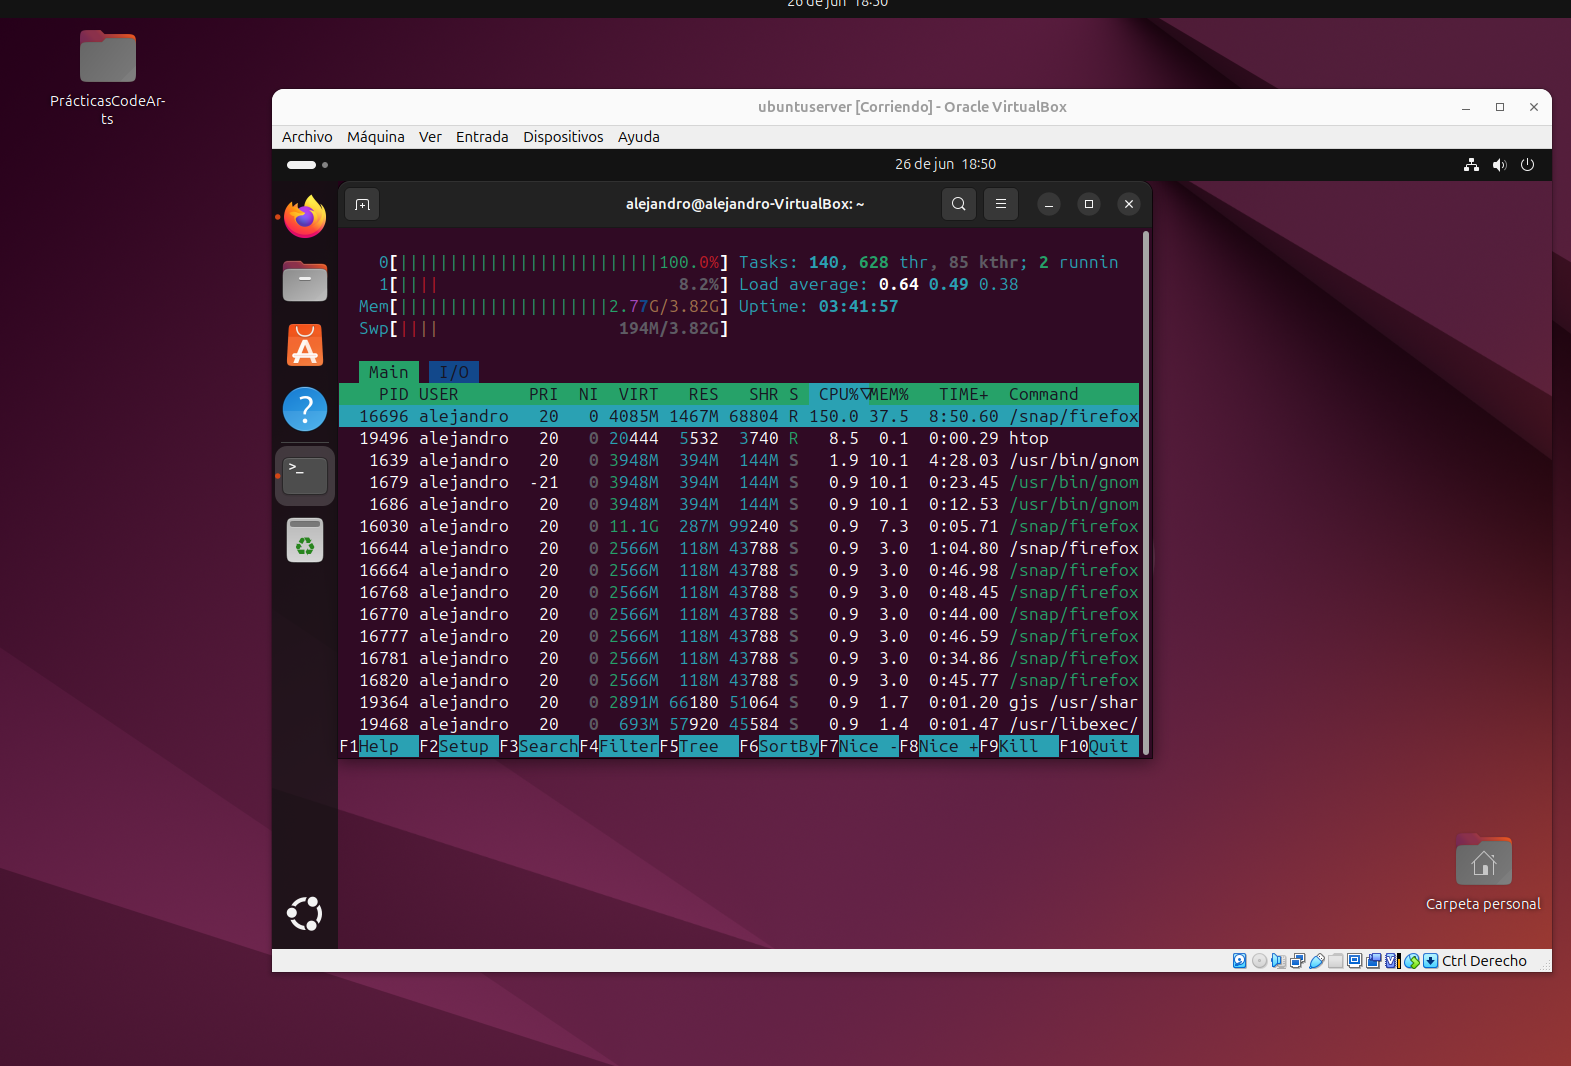 26 de jun 18:50
PrácticasCodeAr-
ts
ubuntuserver [Corriendo] - Oracle VirtualBox
Archivo Máquina Ver Entrada Dispositivos Ayuda
26 de jun 18:50
alejandro@alejandro-VirtualBox: ~
0[||||||||||||||||||||||||||100.0%] Tasks: 140, 628 thr, 85 kthr; 2 runnin
1[|||| 8.2%] Load average: 0.64 0.49 0.38
Mem[|||||||||||||||||||||2.77G/3.82G] Uptime: 03:41:57
Swp[|||| 194M/3.82G]
Main I/O
PID USER PRI NI VIRT RES SHR S CPU%▽MEM% TIME+ Command
16696 alejandro 20 0 4085M 1467M 68804 R 150.0 37.5 8:50.60 /snap/firefox
19496 alejandro 20 0 20444 5532 3740 R 8.5 0.1 0:00.29 htop
1639 alejandro 20 0 3948M 394M 144M S 1.9 10.1 4:28.03 /usr/bin/gnom
1679 alejandro -21 0 3948M 394M 144M S 0.9 10.1 0:23.45 /usr/bin/gnom
1686 alejandro 20 0 3948M 394M 144M S 0.9 10.1 0:12.53 /usr/bin/gnom
16030 alejandro 20 0 11.1G 287M 99240 S 0.9 7.3 0:05.71 /snap/firefox
16644 alejandro 20 0 2566M 118M 43788 S 0.9 3.0 1:04.80 /snap/firefox
16664 alejandro 20 0 2566M 118M 43788 S 0.9 3.0 0:46.98 /snap/firefox
16768 alejandro 20 0 2566M 118M 43788 S 0.9 3.0 0:48.45 /snap/firefox
16770 alejandro 20 0 2566M 118M 43788 S 0.9 3.0 0:44.00 /snap/firefox
16777 alejandro 20 0 2566M 118M 43788 S 0.9 3.0 0:46.59 /snap/firefox
16781 alejandro 20 0 2566M 118M 43788 S 0.9 3.0 0:34.86 /snap/firefox
16820 alejandro 20 0 2566M 118M 43788 S 0.9 3.0 0:45.77 /snap/firefox
19364 alejandro 20 0 2891M 66180 51064 S 0.9 1.7 0:01.20 gjs /usr/shar
19468 alejandro 20 0 693M 57920 45584 S 0.9 1.4 0:01.47 /usr/libexec/
F1Help F2Setup F3SearchF4FilterF5Tree F6SortByF7Nice -F8Nice +F9Kill F10Quit
Carpeta personal
Ctrl Derecho